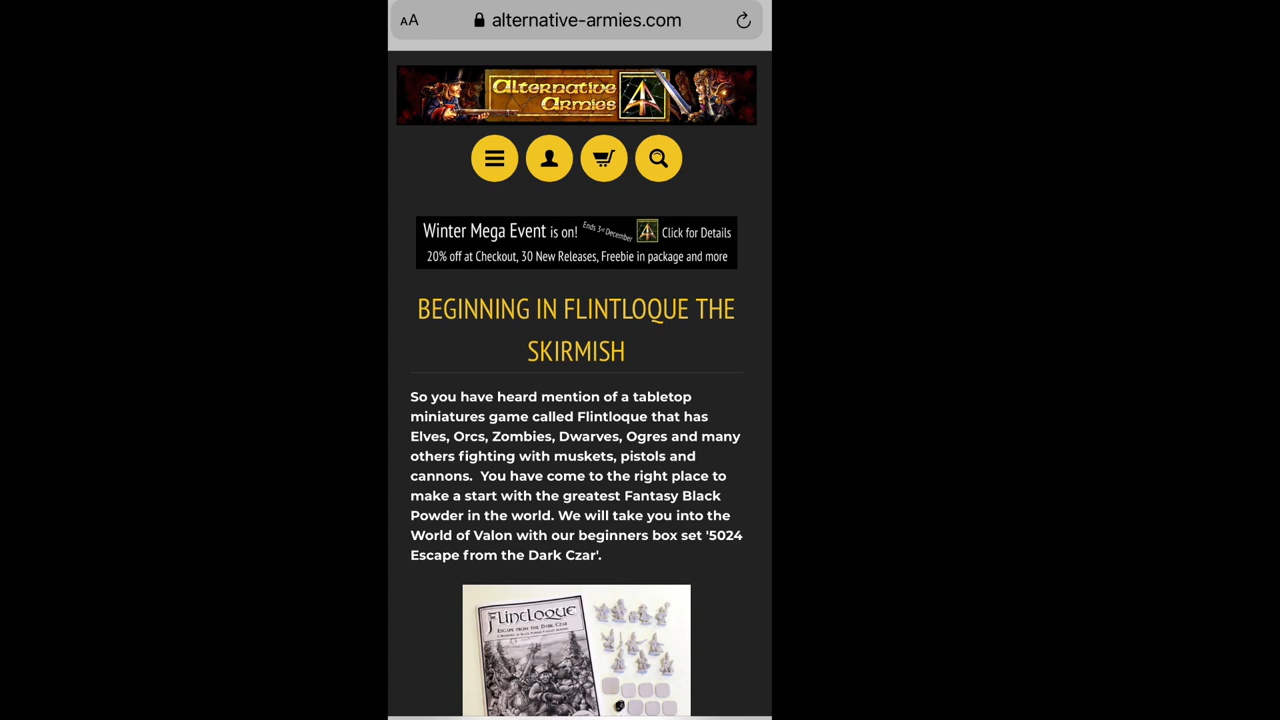 AA alternative-armies.com
Alternative
Armies
Winter Mega Event is on! Ends 3rd December Click for Details
20% off at Checkout, 30 New Releases, Freebie in package and more
BEGINNING IN FLINTLOQUE THE
SKIRMISH
So you have heard mention of a tabletop
miniatures game called Flintloque that has
Elves, Orcs, Zombies, Dwarves, Ogres and many
others fighting with muskets, pistols and
cannons.  You have come to the right place to
make a start with the greatest Fantasy Black
Powder in the world. We will take you into the
World of Valon with our beginners box set '5024
Escape from the Dark Czar'.
Flintloque
Escape from the Dark Czar